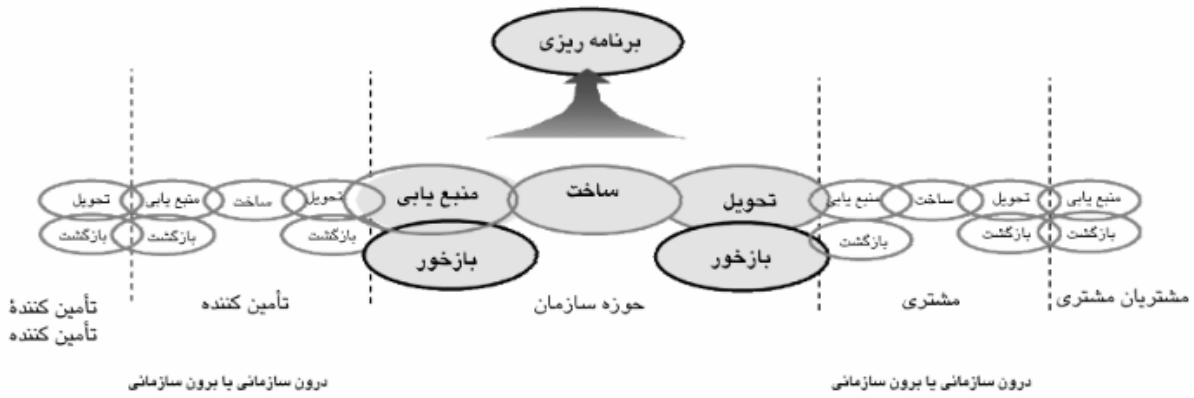 برنامه ریزی
منبع یابی
ساخت
تحویل
بازخور
بازخور
تحویل
منبع یابی
ساخت
تحویل
بازگشت
بازگشت
بازگشت
منبع یابی
ساخت
تحویل
منبع یابی
بازگشت
بازگشت
بازگشت
تأمین کنندۀ
تأمین کننده
تأمین کننده
حوزه سازمان
مشتری
مشتریان مشتری
درون سازمانی یا برون سازمانی
درون سازمانی یا برون سازمانی